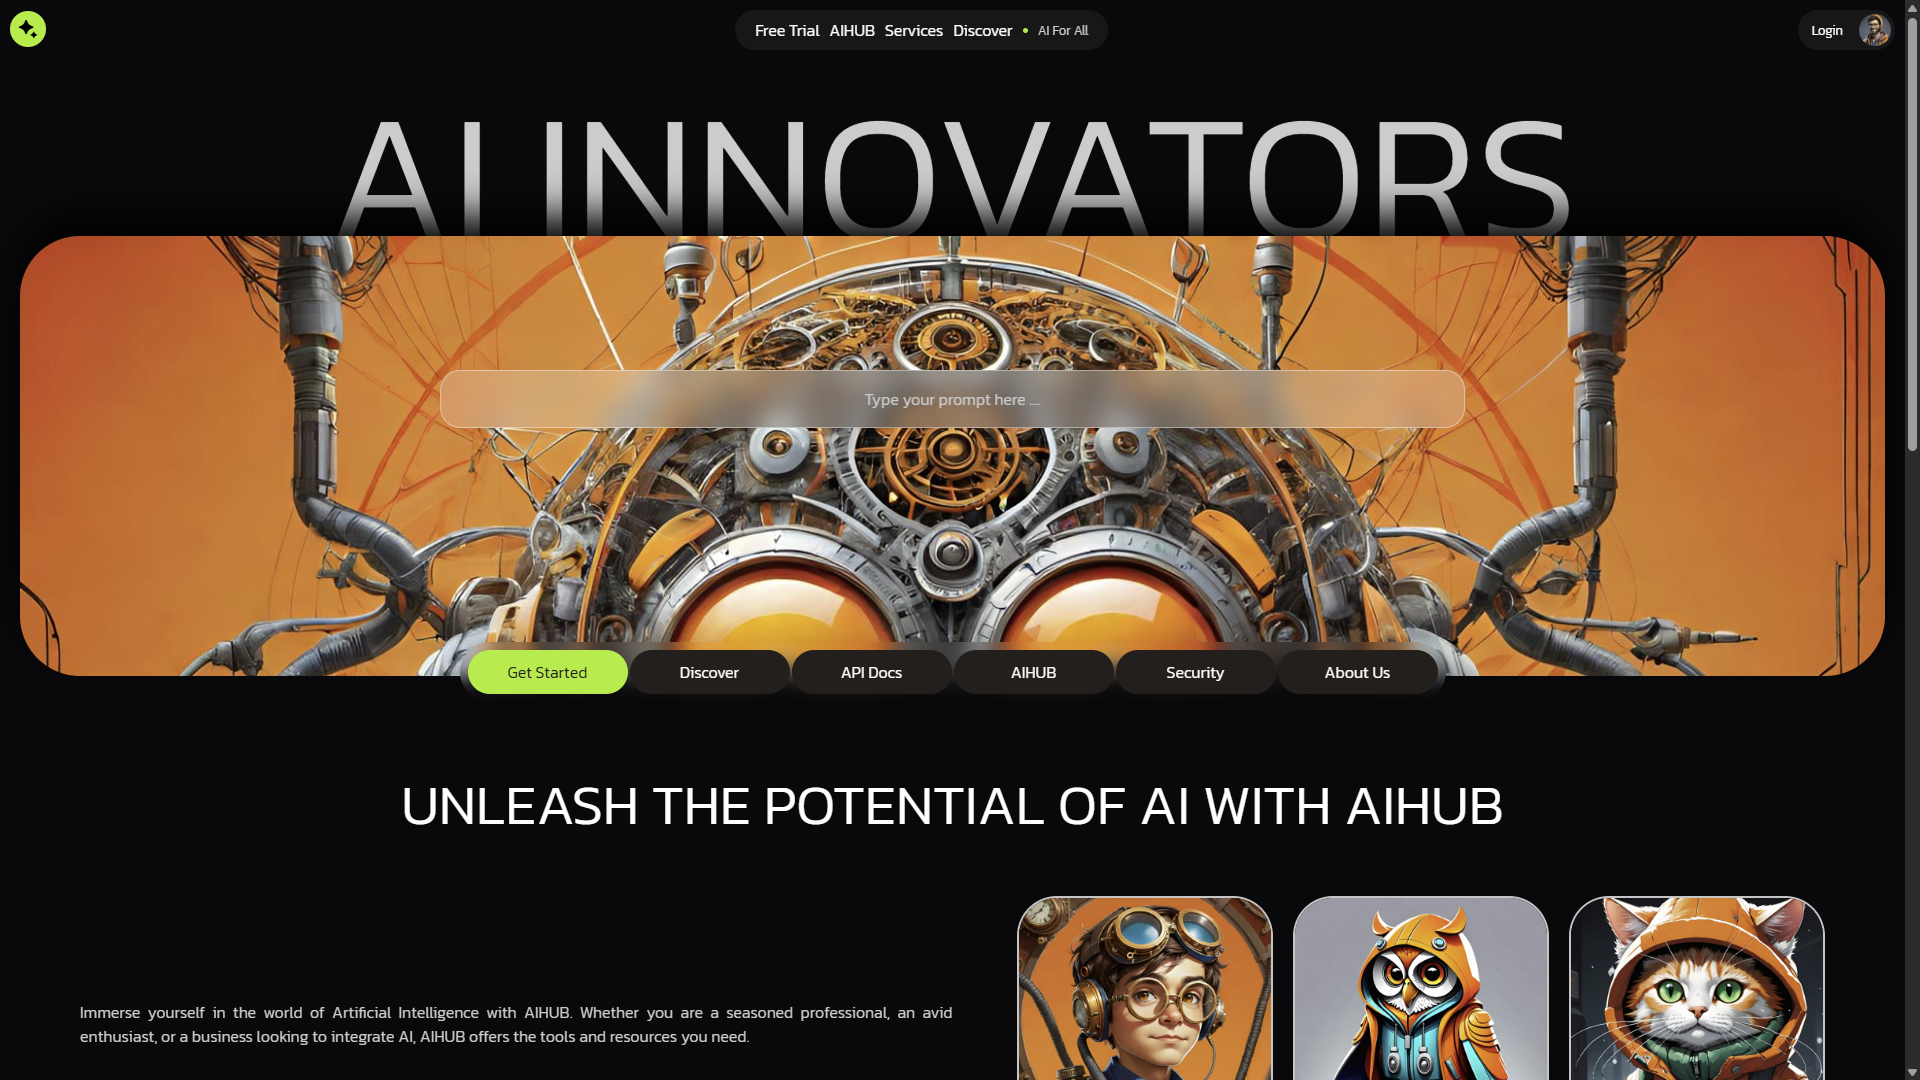 Free Trial AIHUB Services Discover • AI For All
Login
AI INNOVATORS
Type your prompt here ....
Get Started
Discover
API Docs
AIHUB
Security
About Us
UNLEASH THE POTENTIAL OF AI WITH AIHUB
Immerse yourself in the world of Artificial Intelligence with AIHUB. Whether you are a seasoned professional, an avid
enthusiast, or a business looking to integrate AI, AIHUB offers the tools and resources you need.